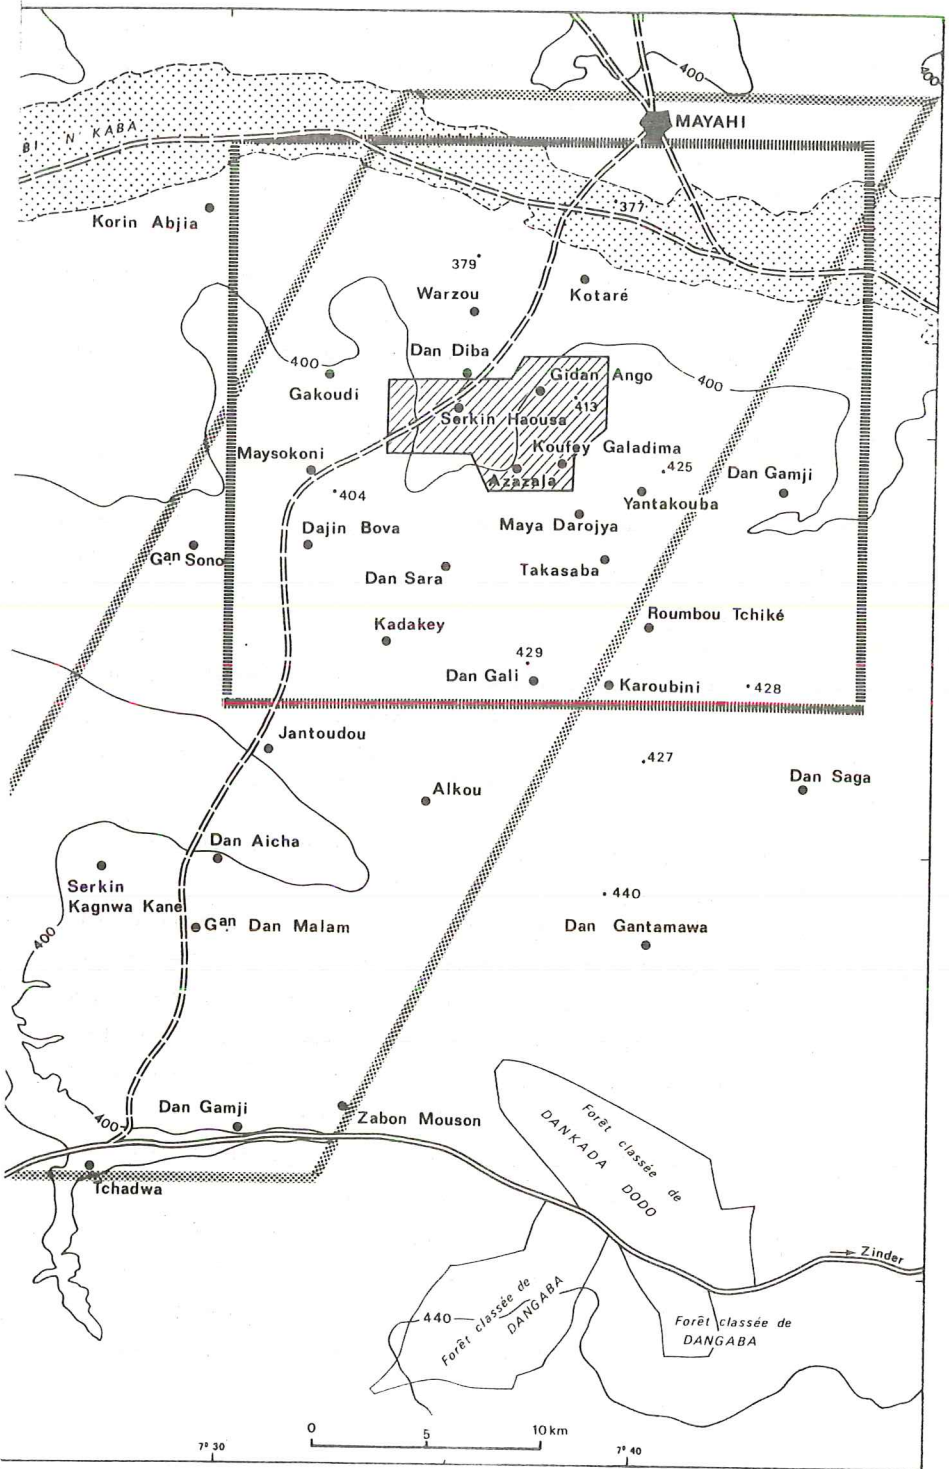 400
400
MAYAHI
BI N KABA
377
Korin Abjia
379
Warzou
Kotaré
Dan Diba
400
Gakoudi
Gidan Ango
400
413
Serkin Haousa
Koufey Galadima
Maysokoni
425
Dan Gamji
Azazala
404
Yantakouba
Maya Darojya
Dajin Bova
Gan Sono
Takasaba
Dan Sara
Roumbou Tchiké
Kadakey
429
Dan Gali
Karoubini
428
Jantoudou
427
Dan Saga
Alkou
Dan Aicha
Serkin
Kagnwa Kane
440
Gan Dan Malam
Dan Gantamawa
400
Dan Gamji
400
Zabon Mouson
Forêt classée de
DANKADA
DODO
Tchadwa
Zinder
Forêt classée de
DANGABA
440
Forêt classée de
DANGABA
0 5 10 km
7° 30
7° 40